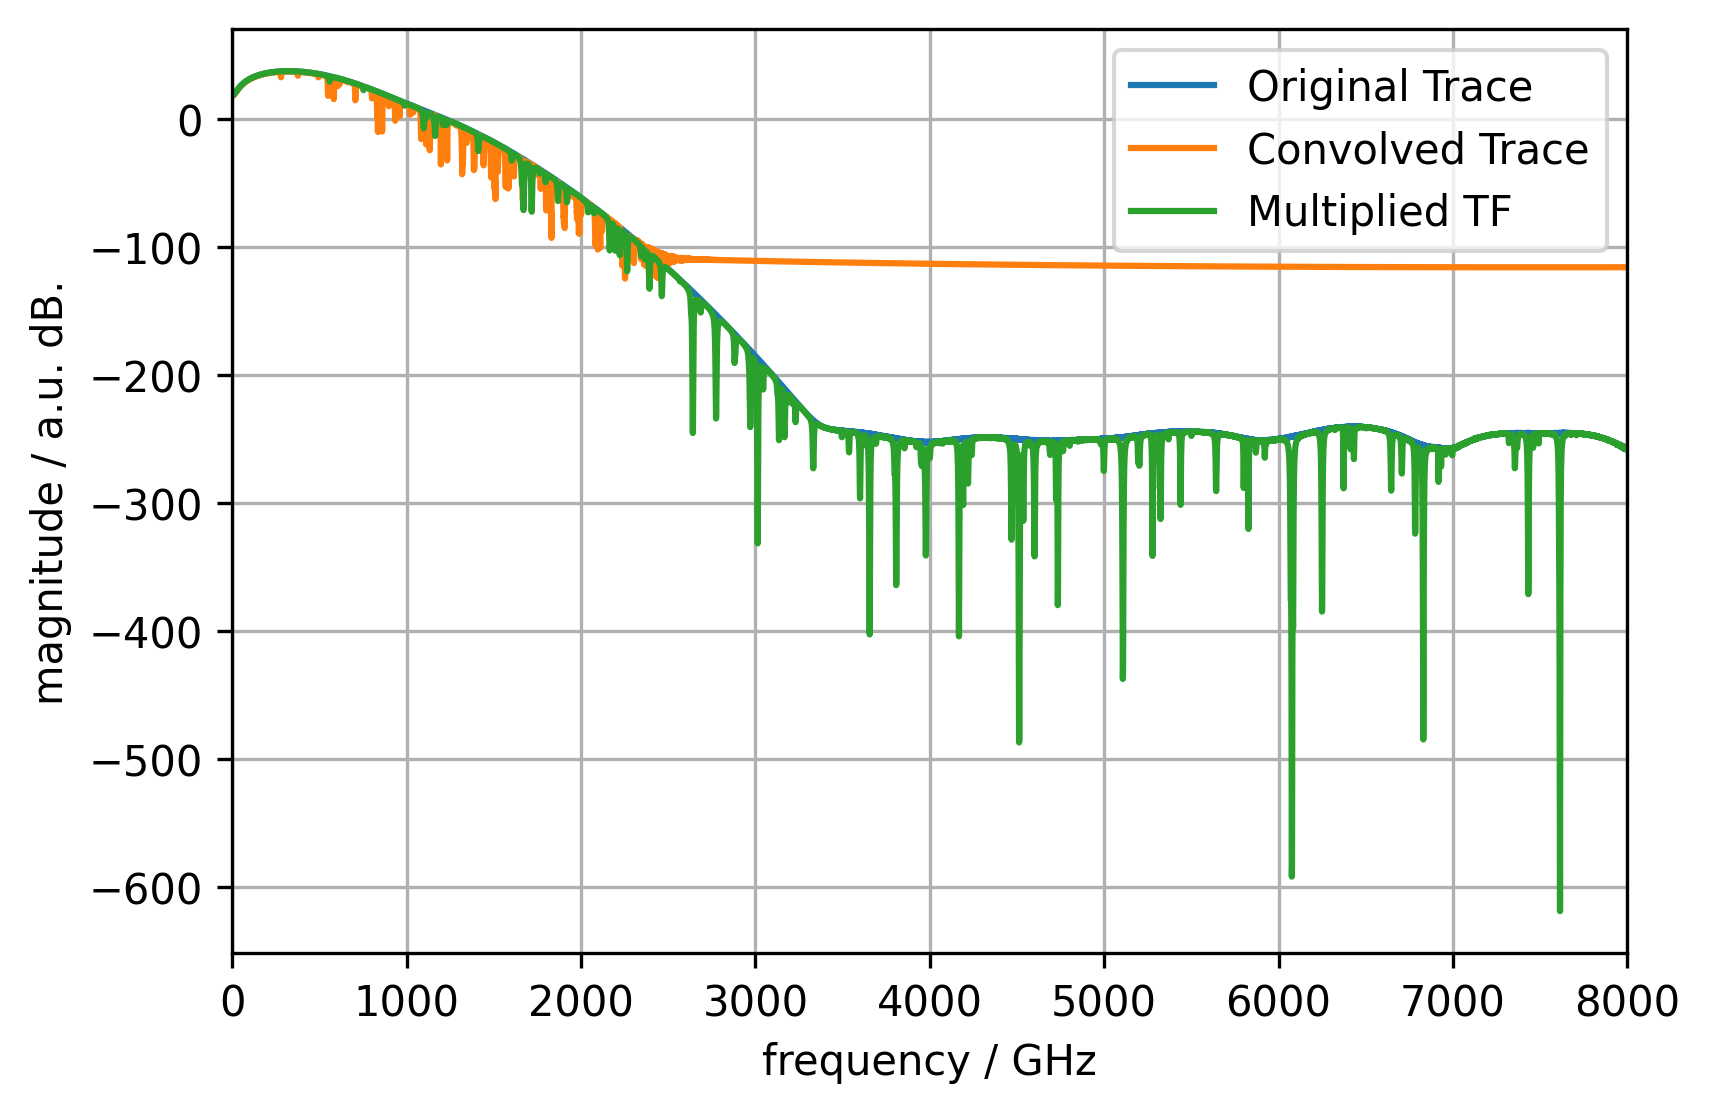 Original Trace
Convolved Trace
Multiplied TF
0
−100
−200
−300
−400
−500
−600
magnitude / a.u. dB.
0 1000 2000 3000 4000 5000 6000 7000 8000
frequency / GHz